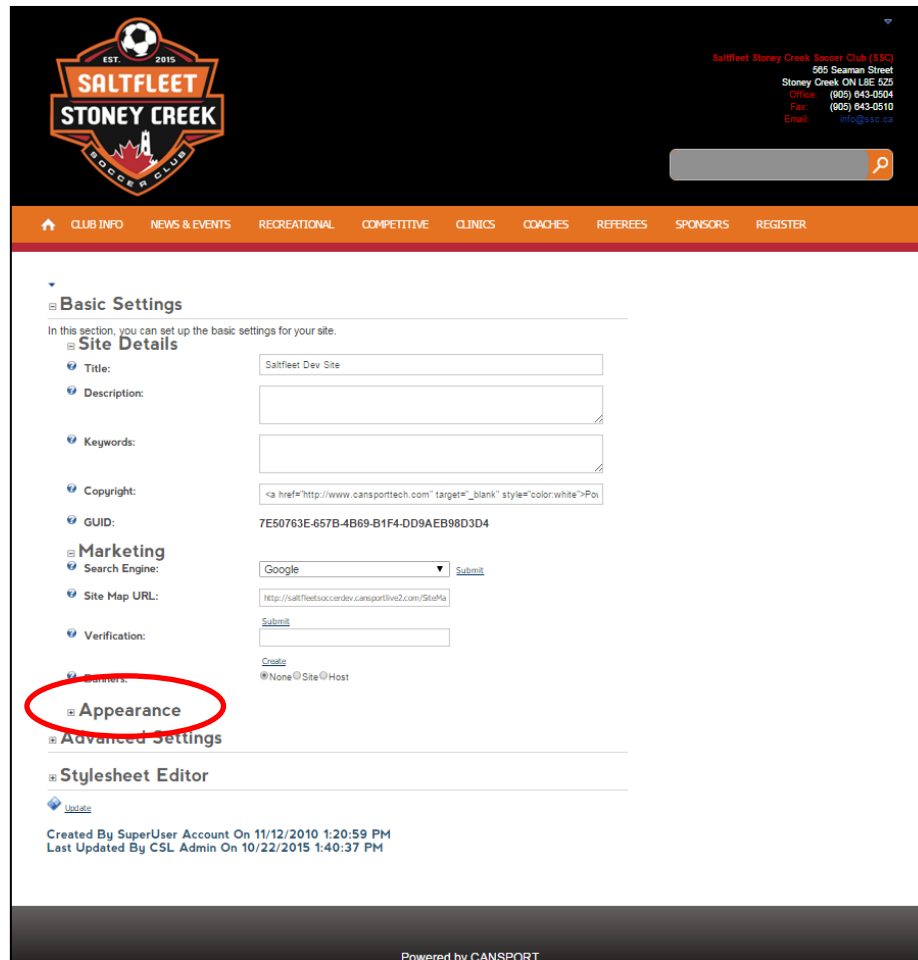 EST. 2015
SALTFLEET
STONEY CREEK
SOCCER CLUB
Saltfleet Stoney Creek Soccer Club (SSC)
565 Seaman Street
Stoney Creek ON L8E 5Z5
Office: (905) 643-0504
Fax: (905) 643-0510
Email: info@ssc.ca
CLUB INFO NEWS & EVENTS RECREATIONAL COMPETITIVE CLINICS COACHES REFEREES SPONSORS REGISTER
Basic Settings
In this section, you can set up the basic settings for your site.
Site Details
Title: Saltfleet Dev Site
Description:
Keywords:
Copyright: <a href="http://www.cansporttech.com" target="_blank" style="color:white">Pow
GUID: 7E50763E-657B-4B69-B1F4-DD9AEB98D3D4
Marketing
Search Engine: Google Submit
Site Map URL: http://saltfleetsoccerdev.cansportlive2.com/SiteMa
Submit
Verification:
Create
Banners: None Site Host
Appearance
Advanced Settings
Stylesheet Editor
Update
Created By SuperUser Account On 11/12/2010 1:20:59 PM
Last Updated By CSL Admin On 10/22/2015 1:40:37 PM
Powered by CANSPORT